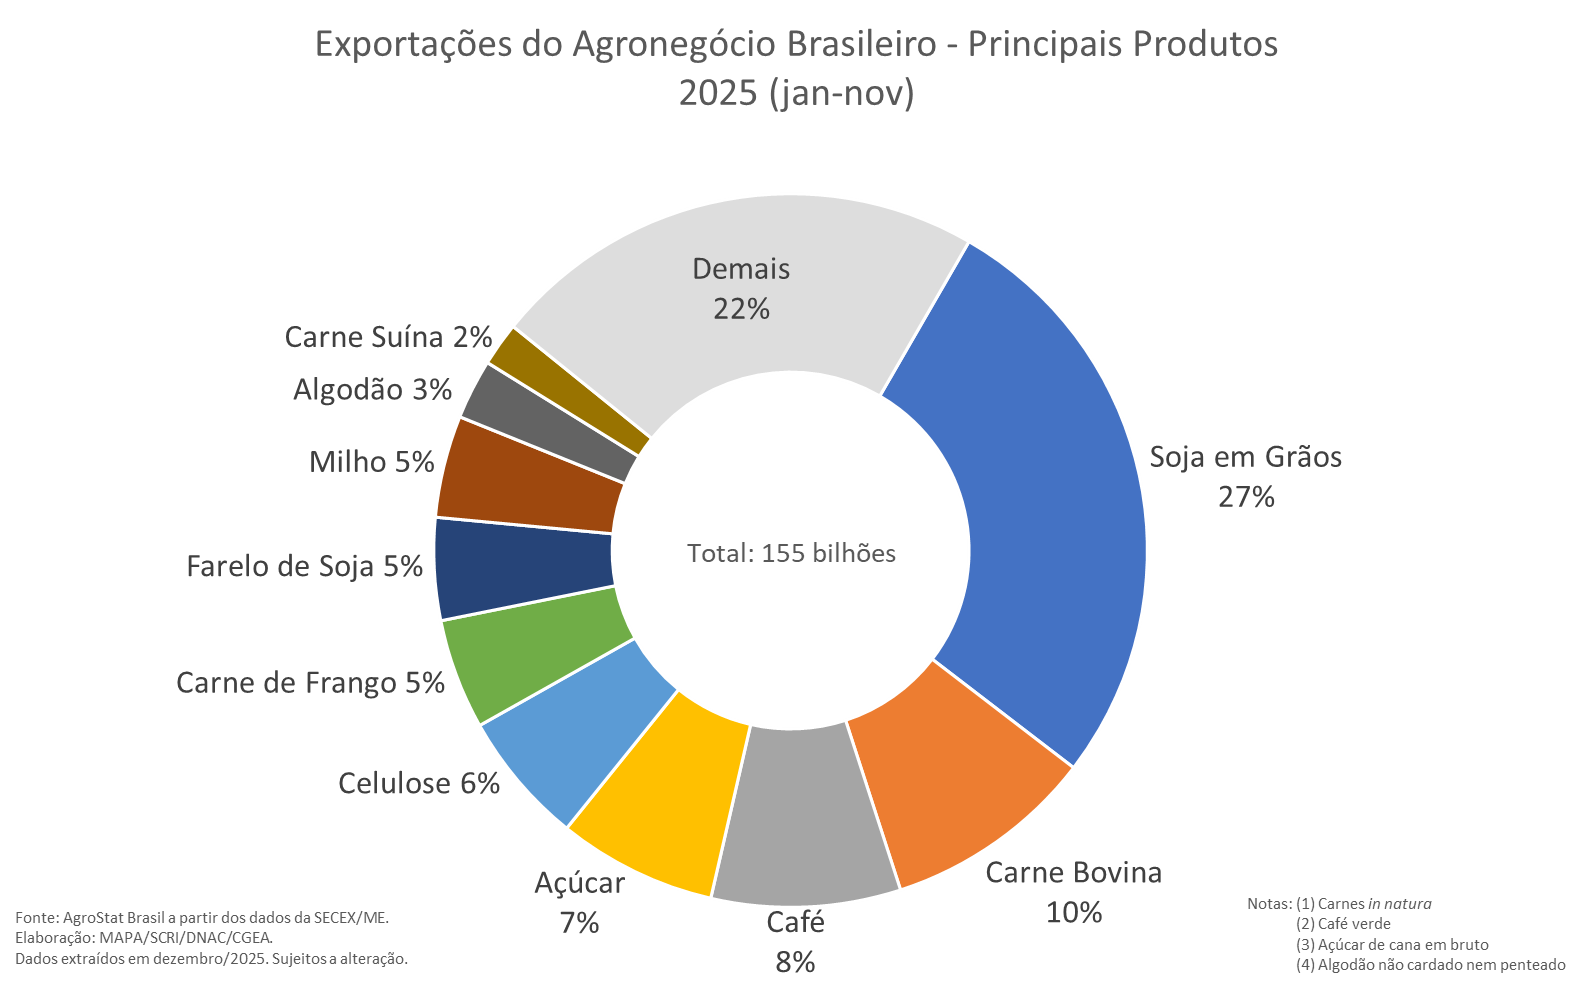 Exportações do Agronegócio Brasileiro - Principais Produtos
2025 (jan-nov)
Demais
22%
Carne Suína 2%
Algodão 3%
Milho 5%
Soja em Grãos
27%
Total: 155 bilhões
Farelo de Soja 5%
Carne de Frango 5%
Celulose 6%
Açúcar
7%
Café
8%
Carne Bovina
10%
Fonte: AgroStat Brasil a partir dos dados da SECEX/ME.
Elaboração: MAPA/SCRI/DNAC/CGEA.
Dados extraídos em dezembro/2025. Sujeitos a alteração.
Notas: (1) Carnes in natura
(2) Café verde
(3) Açúcar de cana em bruto
(4) Algodão não cardado nem penteado